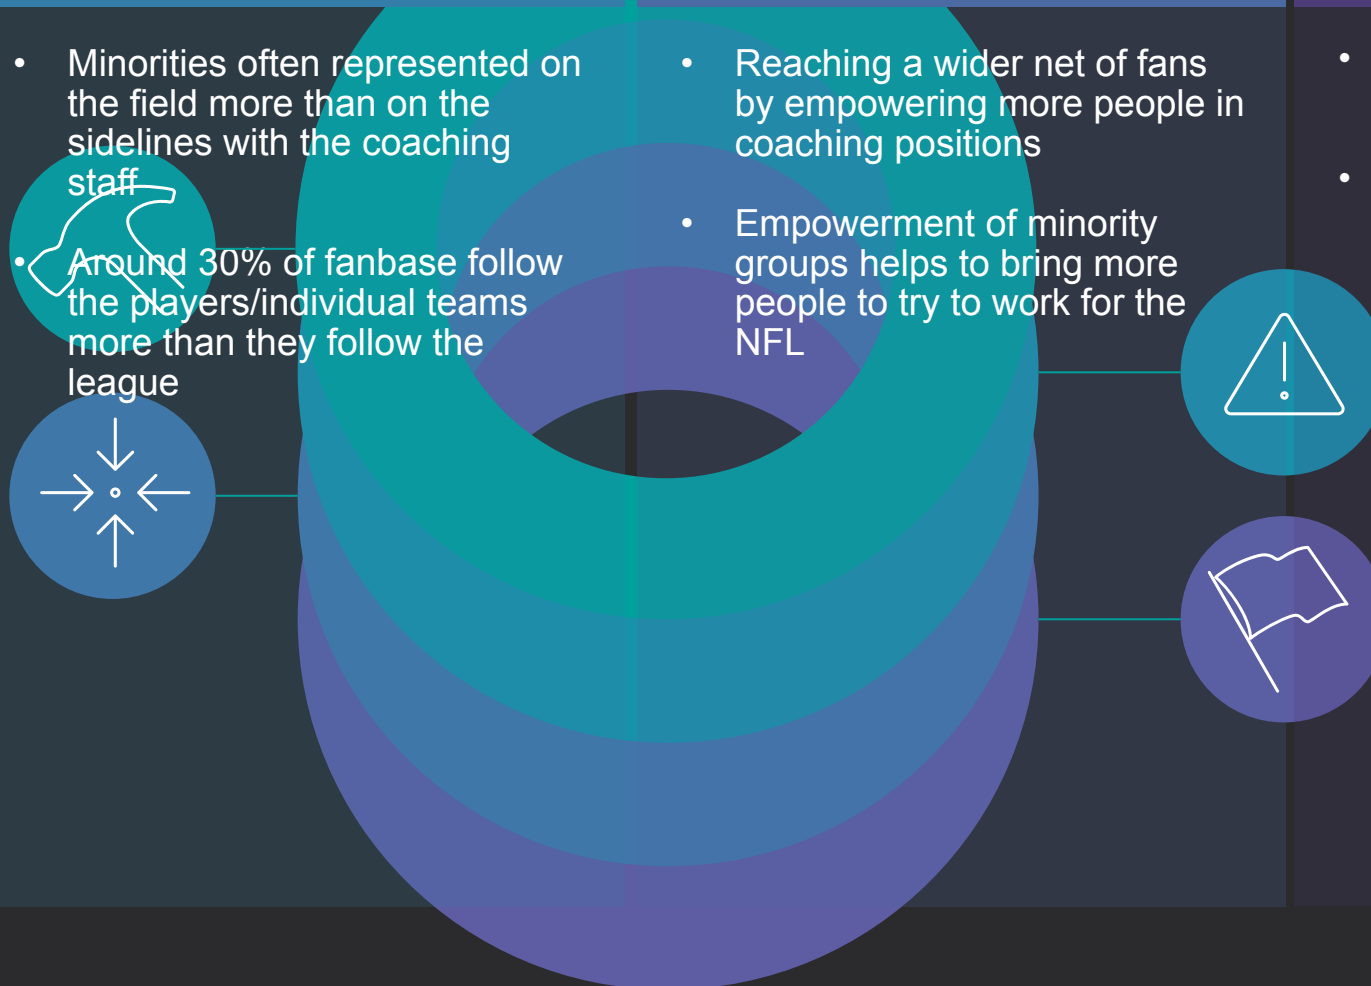 • Minorities often represented on
the field more than on the
sidelines with the coaching
staff
• Around 30% of fanbase follow
the players/individual teams
more than they follow the
league
• Reaching a wider net of fans
by empowering more people in
coaching positions
• Empowerment of minority
groups helps to bring more
people to try to work for the
NFL
•
•